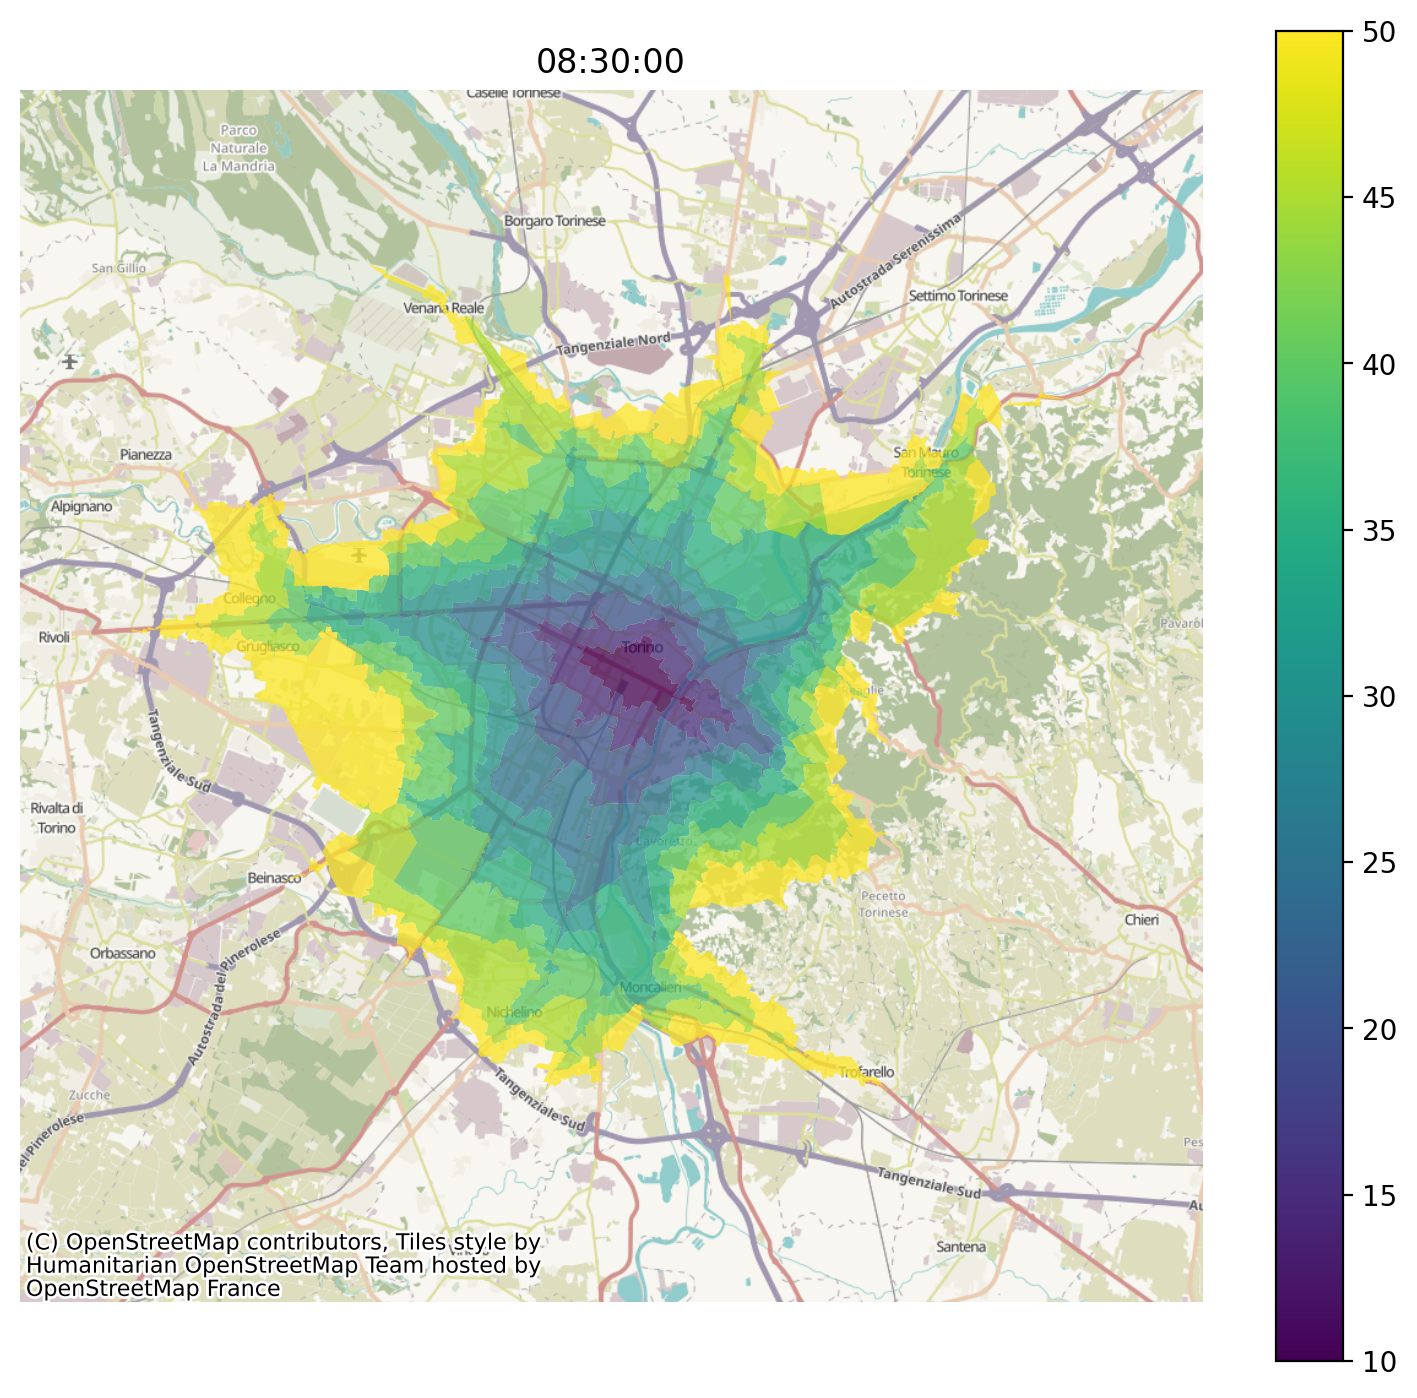 08:30:00
50
45
40
35
30
25
20
15
10
Caselle Torinese
Parco
Naturale
La Mandria
Borgaro Torinese
San Gillio
Autostrada Serenissima
Settimo Torinese
Venaria Reale
Tangenziale Nord
Pianezza
San Mauro
Torinese
Alpignano
Collegno
Rivoli
Grugliasco
Torino
Reaglie
Tangenziale Sud
Rivalta di
Torino
Cavoretto
Beinasco
Pecetto
Torinese
Chieri
Orbassano
Autostrada del Pinerolese
Moncalieri
Nichelino
Trofarello
Zucche
Tangenziale Sud
Tangenziale Sud
Santena
(C) OpenStreetMap contributors, Tiles style by
Humanitarian OpenStreetMap Team hosted by
OpenStreetMap France